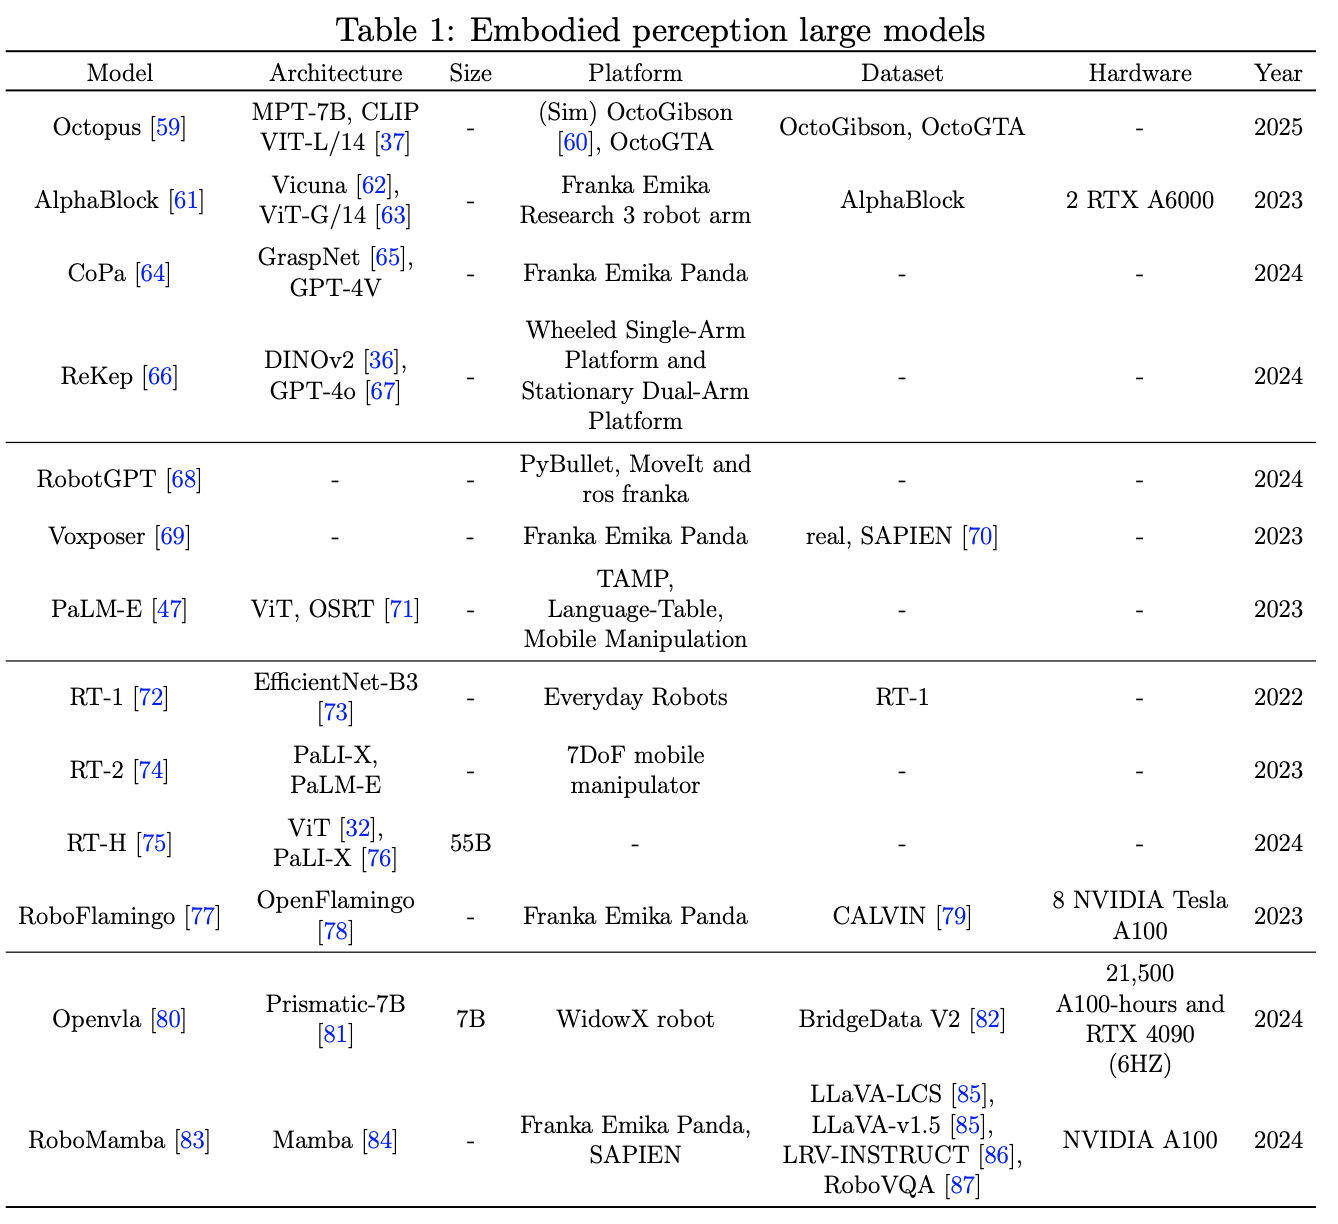 Table 1: Embodied perception large models
Model Architecture Size Platform Dataset Hardware Year
Octopus [59] MPT-7B, CLIP VIT-L/14 [37] - (Sim) OctoGibson [60], OctoGTA OctoGibson, OctoGTA - 2025
AlphaBlock [61] Vicuna [62], ViT-G/14 [63] - Franka Emika Research 3 robot arm AlphaBlock 2 RTX A6000 2023
CoPa [64] GraspNet [65], GPT-4V - Franka Emika Panda - - 2024
ReKep [66] DINOv2 [36], GPT-4o [67] - Wheeled Single-Arm Platform and Stationary Dual-Arm Platform - - 2024
RobotGPT [68] - - PyBullet, MoveIt and ros franka - - 2024
Voxposer [69] - - Franka Emika Panda real, SAPIEN [70] - 2023
PaLM-E [47] ViT, OSRT [71] - TAMP, Language-Table, Mobile Manipulation - - 2023
RT-1 [72] EfficientNet-B3 [73] - Everyday Robots RT-1 - 2022
RT-2 [74] PaLI-X, PaLM-E - 7DoF mobile manipulator - - 2023
RT-H [75] ViT [32], PaLI-X [76] 55B - - - 2024
RoboFlamingo [77] OpenFlamingo [78] - Franka Emika Panda CALVIN [79] 8 NVIDIA Tesla A100 2023
Openvla [80] Prismatic-7B [81] 7B WidowX robot BridgeData V2 [82] 21,500 A100-hours and RTX 4090 (6HZ) 2024
RoboMamba [83] Mamba [84] - Franka Emika Panda, SAPIEN LLaVA-LCS [85], LLaVA-v1.5 [85], LRV-INSTRUCT [86], RoboVQA [87] NVIDIA A100 2024